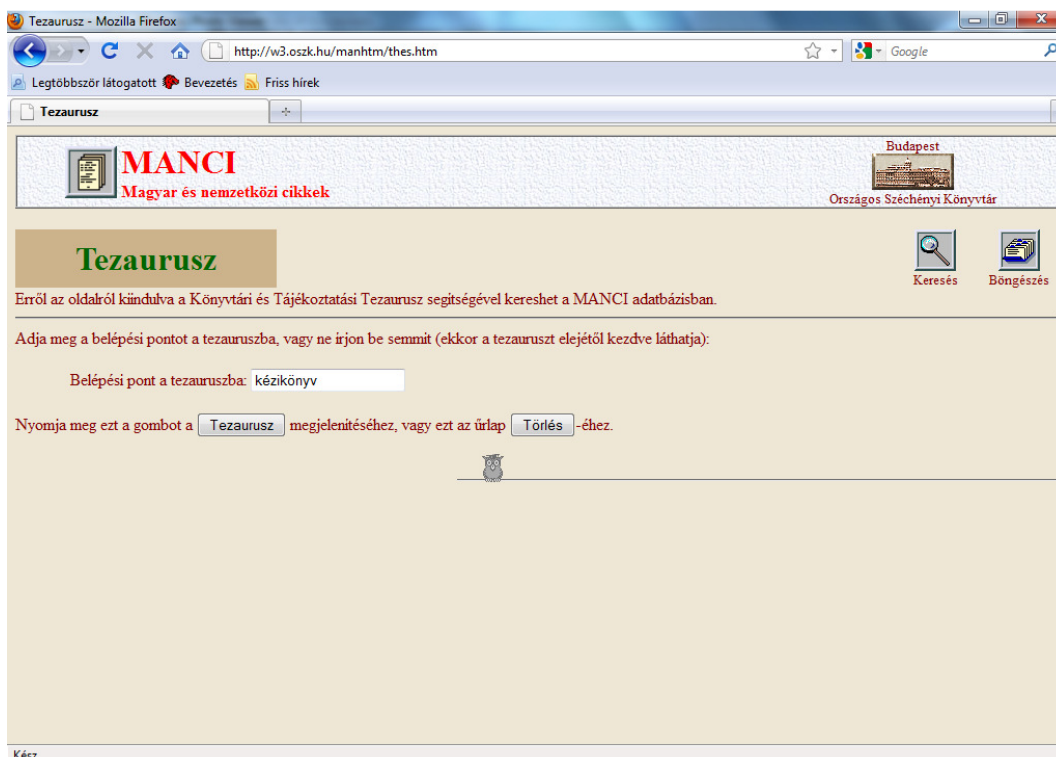 Tezaurusz - Mozilla Firefox
http://w3.oszk.hu/manhtm/thes.htm
Google
Legtöbbször látogatott Bevezetés Friss hírek
Tezaurusz
MANCI
Magyar és nemzetközi cikkek
Budapest
Országos Széchényi Könyvtár
Tezaurusz
Keresés Böngészés
Erről az oldalról kiindulva a Könyvtári és Tájékoztatási Tezaurusz segitségével kereshet a MANCI adatbázisban.
Adja meg a belépési pontot a tezauruszba, vagy ne irjon be semmit (ekkor a tezauruszt elejétől kezdve láthatja):
Belépési pont a tezauruszba: kézikönyv
Nyomja meg ezt a gombot a Tezaurusz megjelenitéséhez, vagy ezt az űrlap Törlés -éhez.
Kész